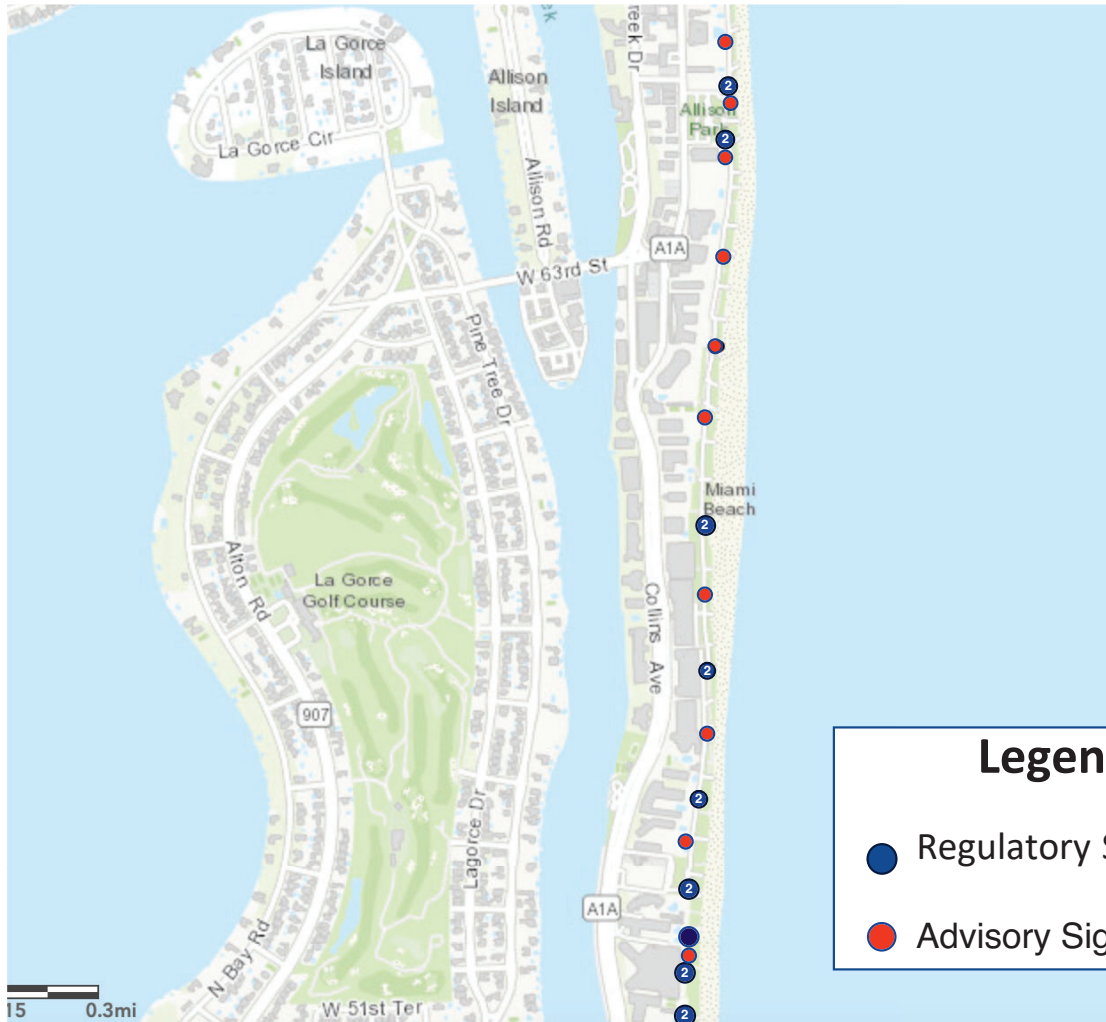 La Gorce
Island
La Gorce Cir
Allison
Island
Allison Rd
ek
reek Dr
2
Allison
Park
2
A1A
W 63rd St
Pine Tree Dr
Miami
Beach
2
Alton Rd
La Gorce
Golf Course
Collins Ave
2
907
2
Lagorce Dr
2
A1A
N Bay Rd
P
2
2
15
0.3mi
W 51st Ter
Legen
Regulatory S
Advisory Sig